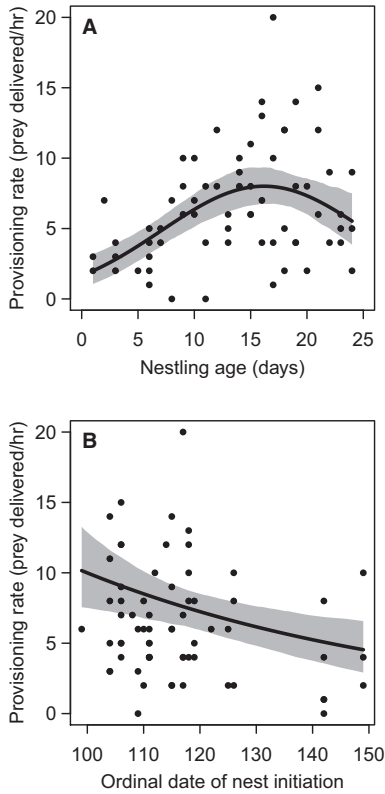 A
Provisioning rate (prey delivered/hr)
20
15
10
5
0
0 5 10 15 20 25
Nestling age (days)
B
Provisioning rate (prey delivered/hr)
20
15
10
5
0
100 110 120 130 140 150
Ordinal date of nest initiation